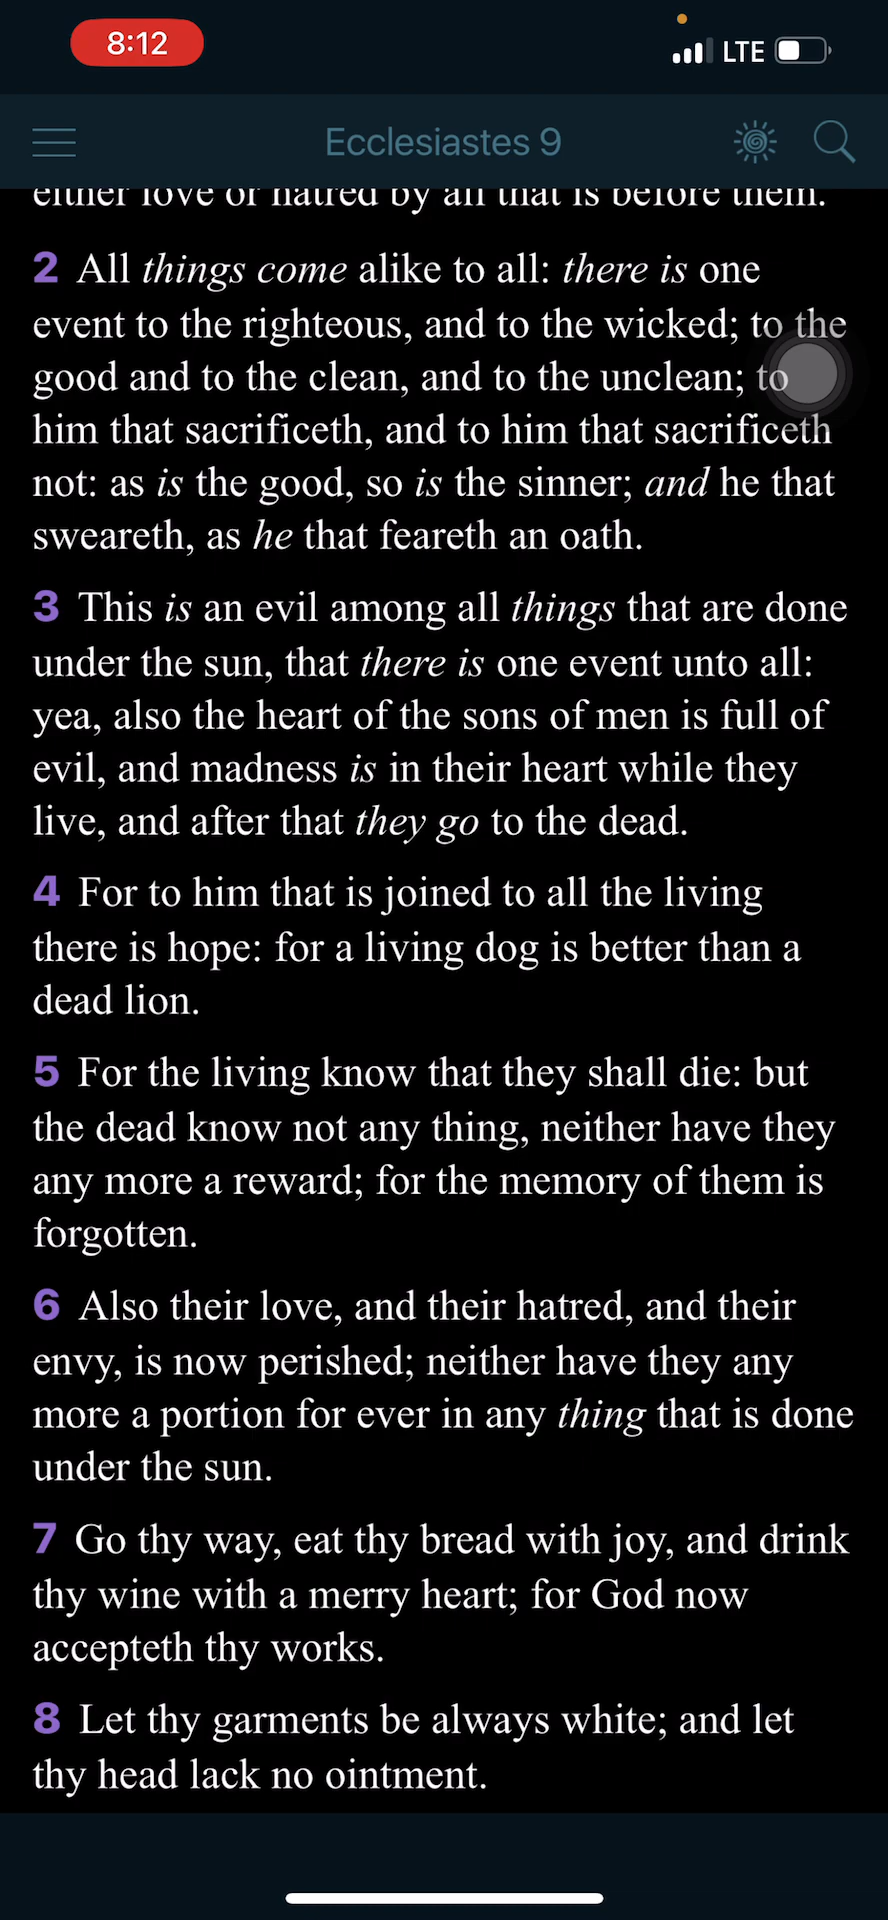 8:12
LTE
Ecclesiastes 9
either love or hatred by all that is before them.
2 All things come alike to all: there is one
event to the righteous, and to the wicked; to the
good and to the clean, and to the unclean; to
him that sacrificeth, and to him that sacrificeth
not: as is the good, so is the sinner; and he that
sweareth, as he that feareth an oath.
3 This is an evil among all things that are done
under the sun, that there is one event unto all:
yea, also the heart of the sons of men is full of
evil, and madness is in their heart while they
live, and after that they go to the dead.
4 For to him that is joined to all the living
there is hope: for a living dog is better than a
dead lion.
5 For the living know that they shall die: but
the dead know not any thing, neither have they
any more a reward; for the memory of them is
forgotten.
6 Also their love, and their hatred, and their
envy, is now perished; neither have they any
more a portion for ever in any thing that is done
under the sun.
7 Go thy way, eat thy bread with joy, and drink
thy wine with a merry heart; for God now
accepteth thy works.
8 Let thy garments be always white; and let
thy head lack no ointment.